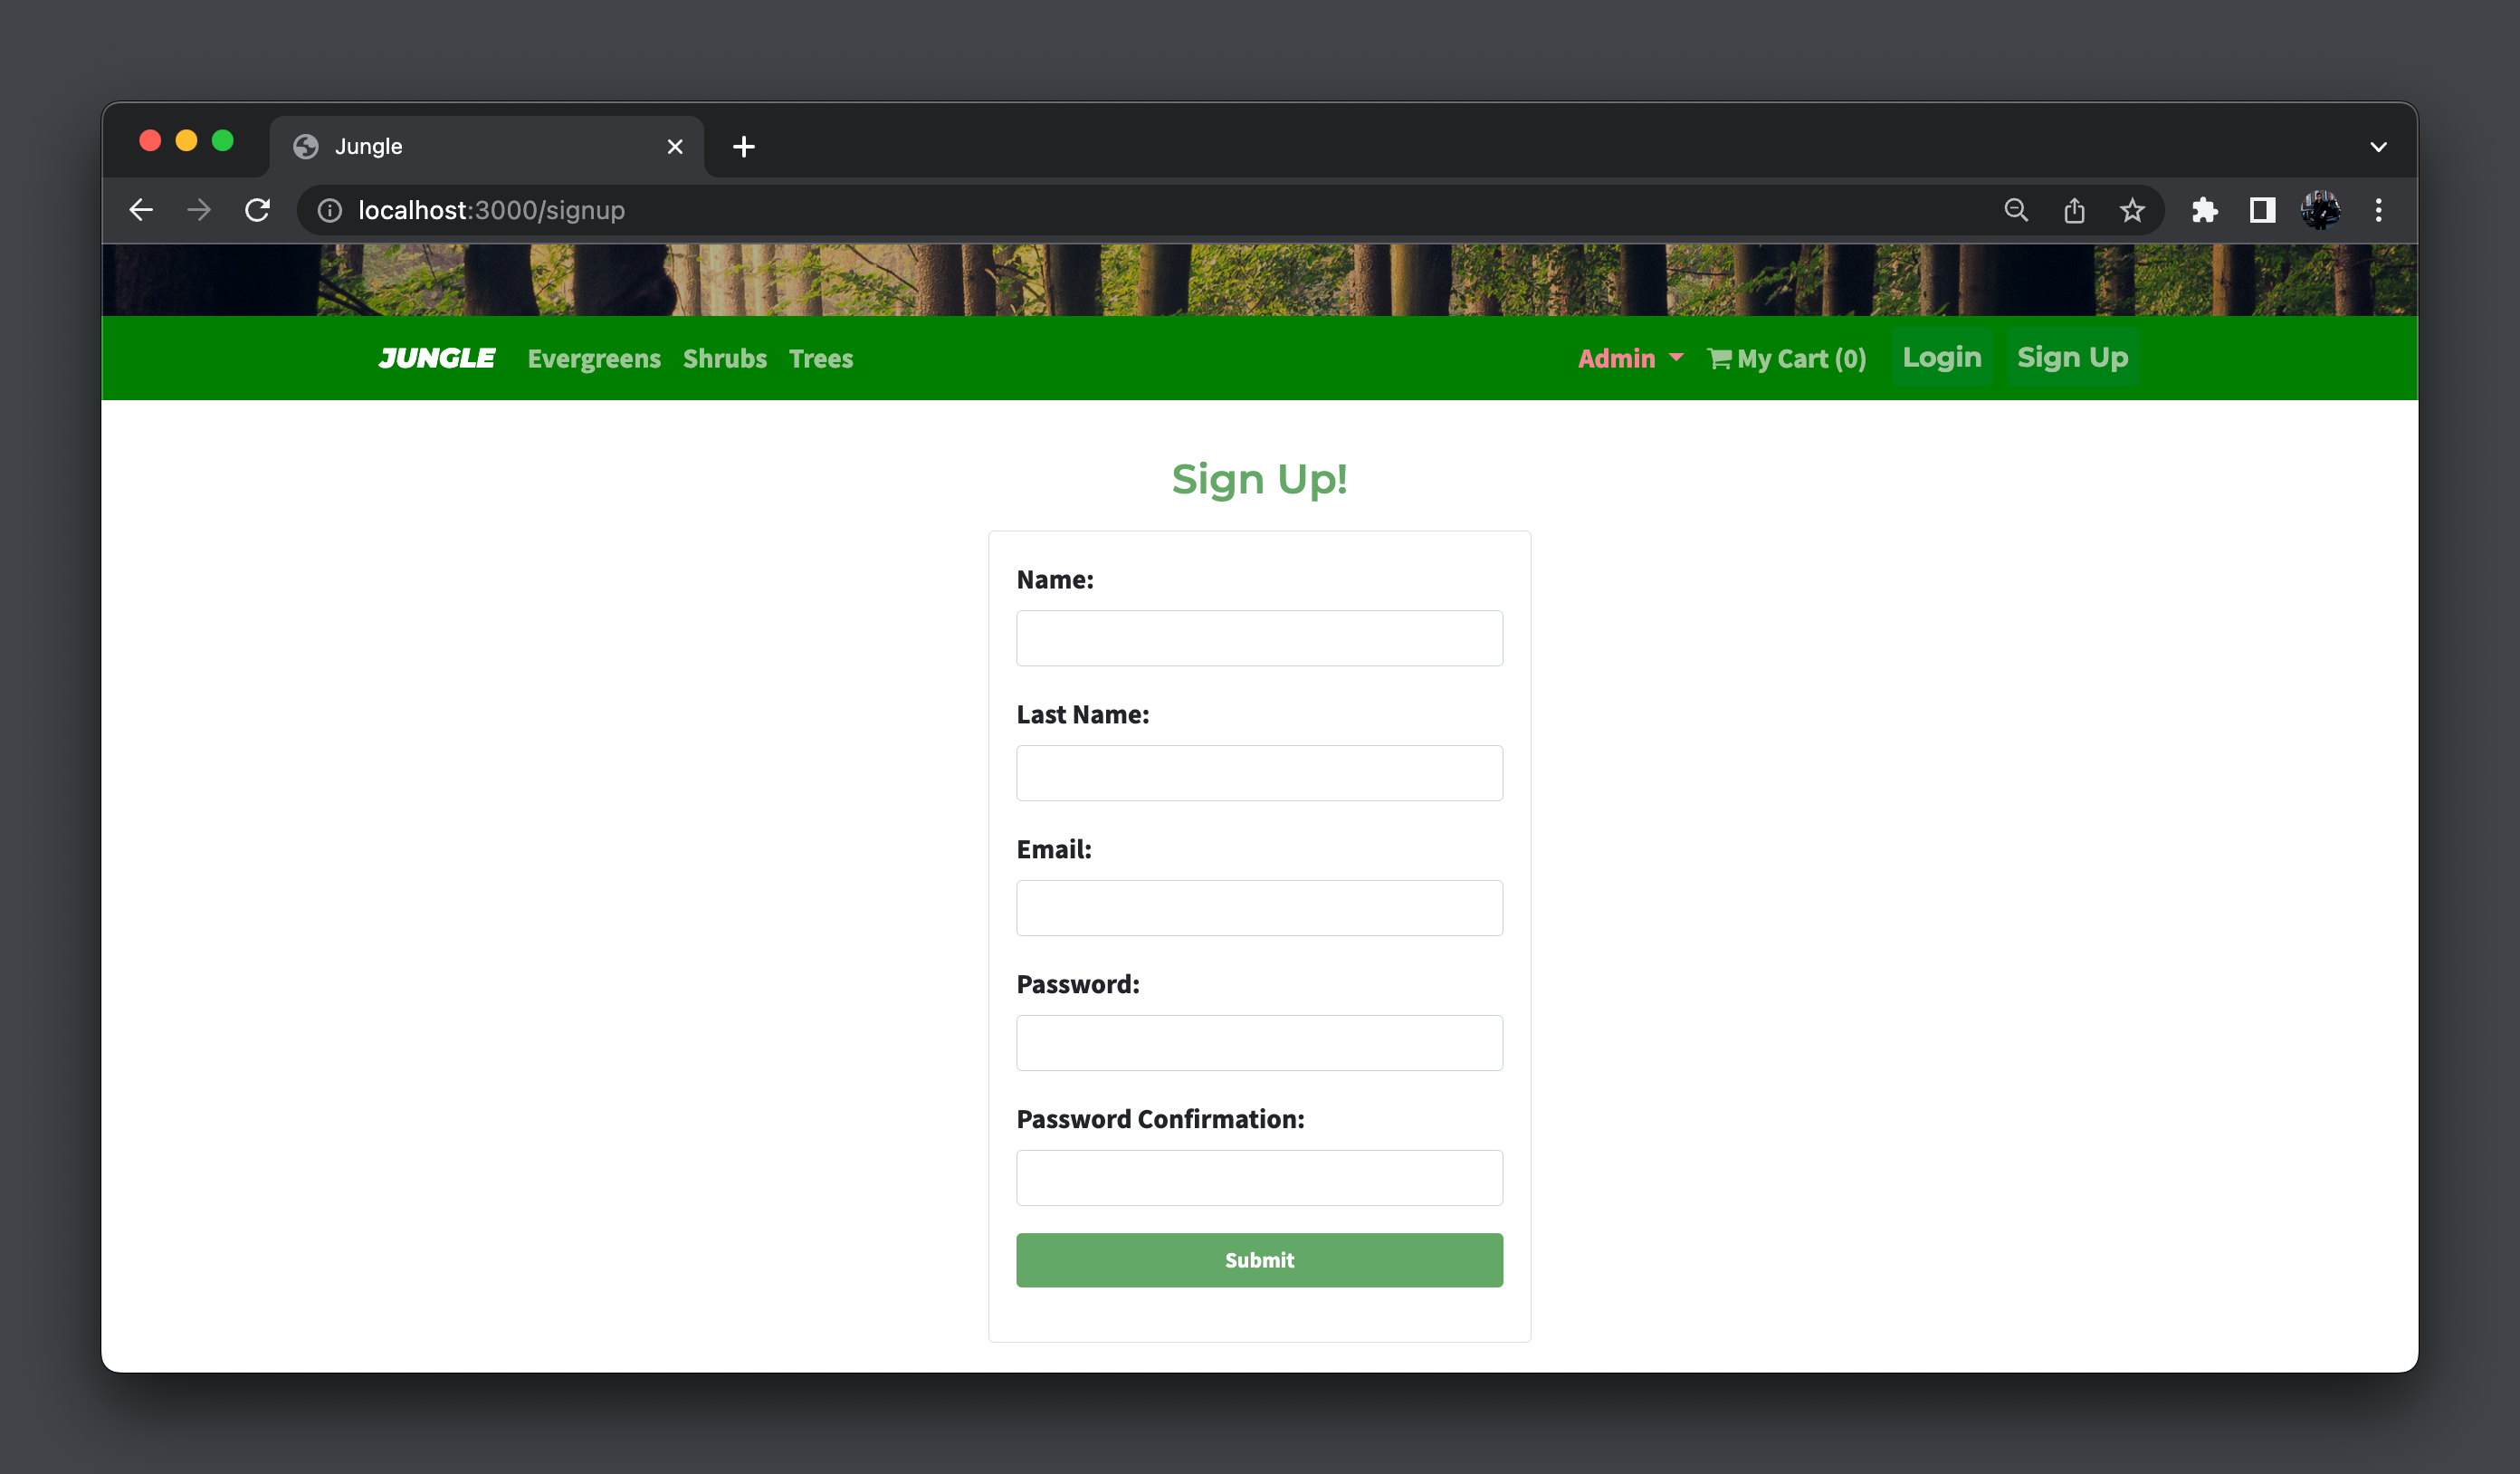 Jungle
localhost:3000/signup
JUNGLE Evergreens Shrubs Trees Admin My Cart (0) Login Sign Up
Sign Up!
Name:
Last Name:
Email:
Password:
Password Confirmation:
Submit